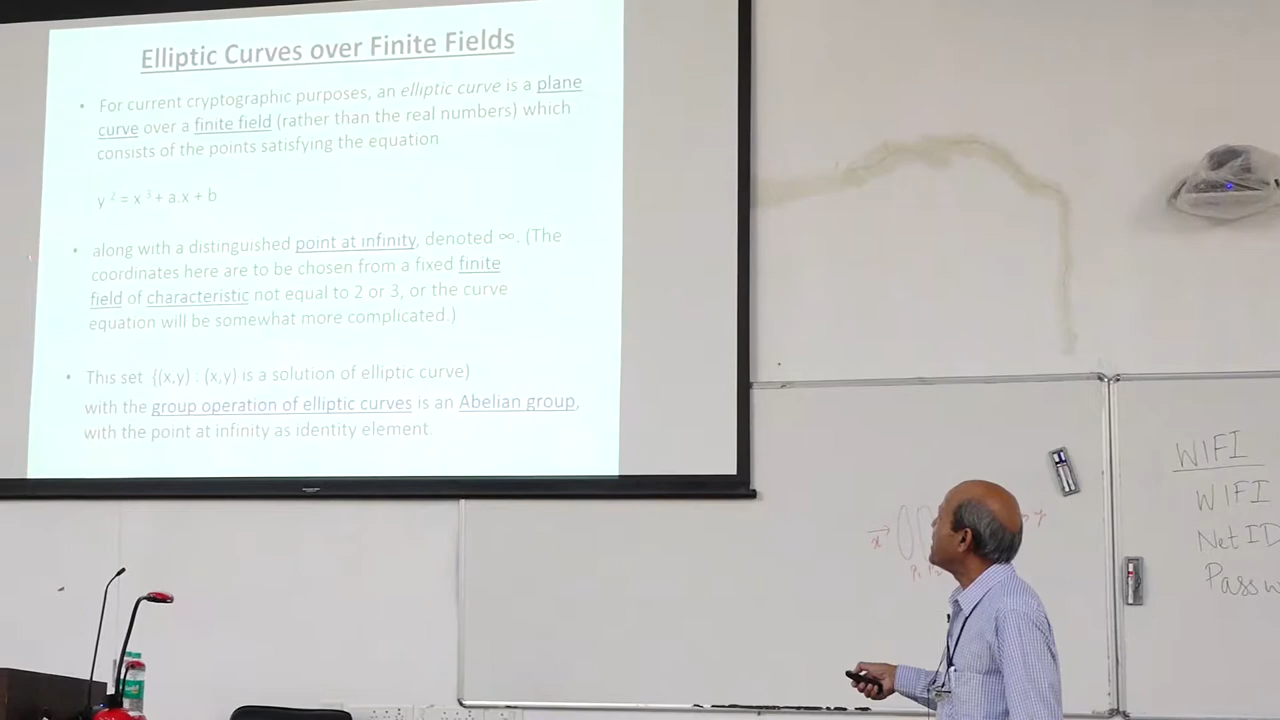 Elliptic Curves over Finite Fields
• For current cryptographic purposes, an elliptic curve is a plane
curve over a finite field (rather than the real numbers) which
consists of the points satisfying the equation
y ² = x ³ + a.x + b
• along with a distinguished point at infinity, denoted ∞. (The
coordinates here are to be chosen from a fixed finite
field of characteristic not equal to 2 or 3, or the curve
equation will be somewhat more complicated.)
• This set {(x,y) : (x,y) is a solution of elliptic curve)
with the group operation of elliptic curves is an Abelian group,
with the point at infinity as identity element.
WIFI
WIFI
NetID
Passw
x
y